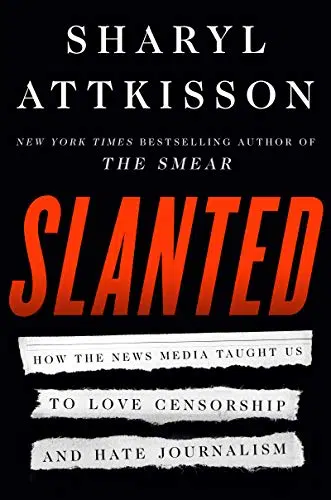 SHARYL
ATTKISSON
NEW YORK TIMES BESTSELLING AUTHOR OF
THE SMEAR
SLANTED
HOW THE NEWS MEDIA TAUGHT US
TO LOVE CENSORSHIP
AND HATE JOURNALISM